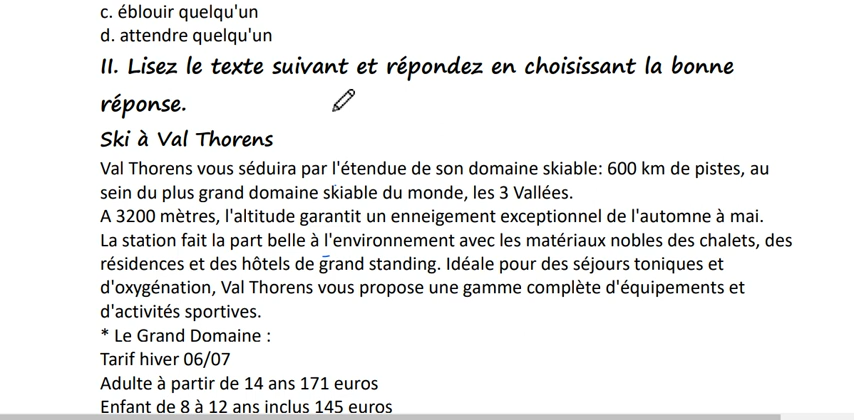 c. éblouir quelqu'un
d. attendre quelqu'un
II. Lisez le texte suivant et répondez en choisissant la bonne
réponse.
Ski à Val Thorens
Val Thorens vous séduira par l'étendue de son domaine skiable: 600 km de pistes, au
sein du plus grand domaine skiable du monde, les 3 Vallées.
A 3200 mètres, l'altitude garantit un enneigement exceptionnel de l'automne à mai.
La station fait la part belle à l'environnement avec les matériaux nobles des chalets, des
résidences et des hôtels de grand standing. Idéale pour des séjours toniques et
d'oxygénation, Val Thorens vous propose une gamme complète d'équipements et
d'activités sportives.
* Le Grand Domaine :
Tarif hiver 06/07
Adulte à partir de 14 ans 171 euros
Enfant de 8 à 12 ans inclus 145 euros